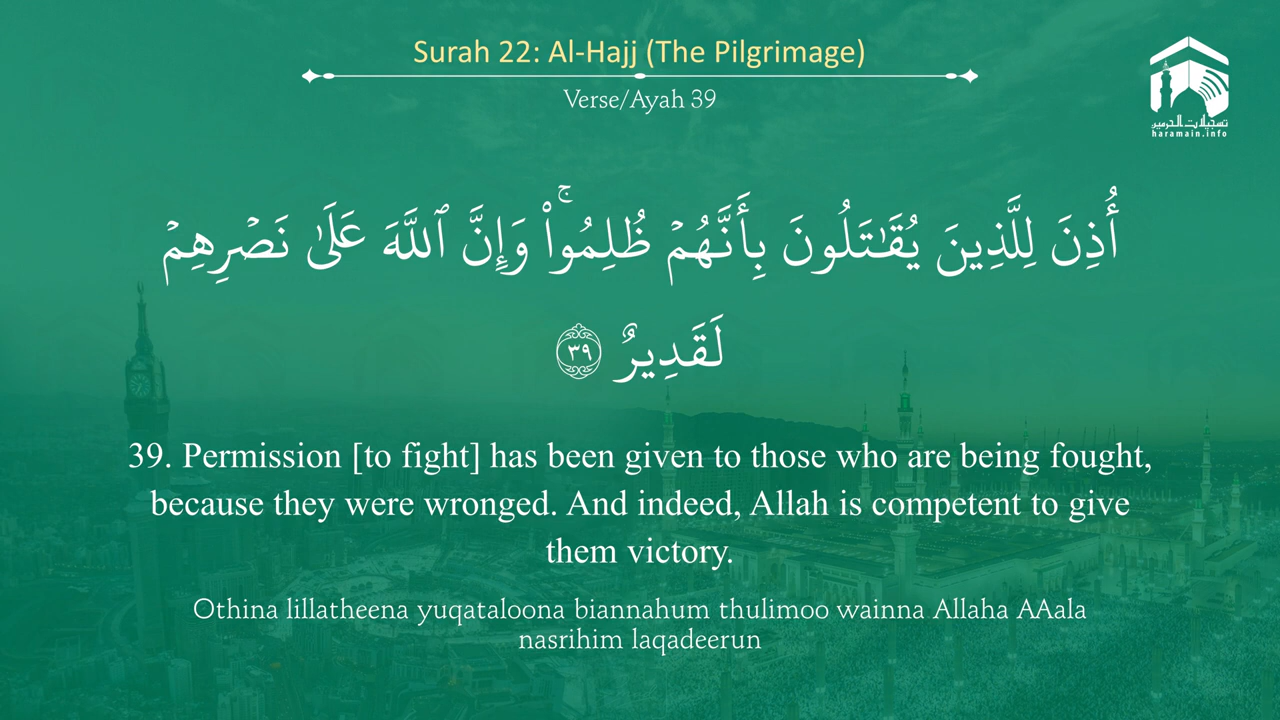 Surah 22: Al-Hajj (The Pilgrimage)
Verse/Ayah 39
تسجيلات الحرمين
haramain.info
أُذِنَ لِلَّذِينَ يُقَٰتَلُونَ بِأَنَّهُمۡ ظُلِمُواْۚ وَإِنَّ ٱللَّهَ عَلَىٰ نَصۡرِهِمۡ
لَقَدِيرٌ ٣٩
39. Permission [to fight] has been given to those who are being fought,
because they were wronged. And indeed, Allah is competent to give
them victory.
Othina lillatheena yuqataloona biannahum thulimoo wainna Allaha AAala
nasrihim laqadeerun